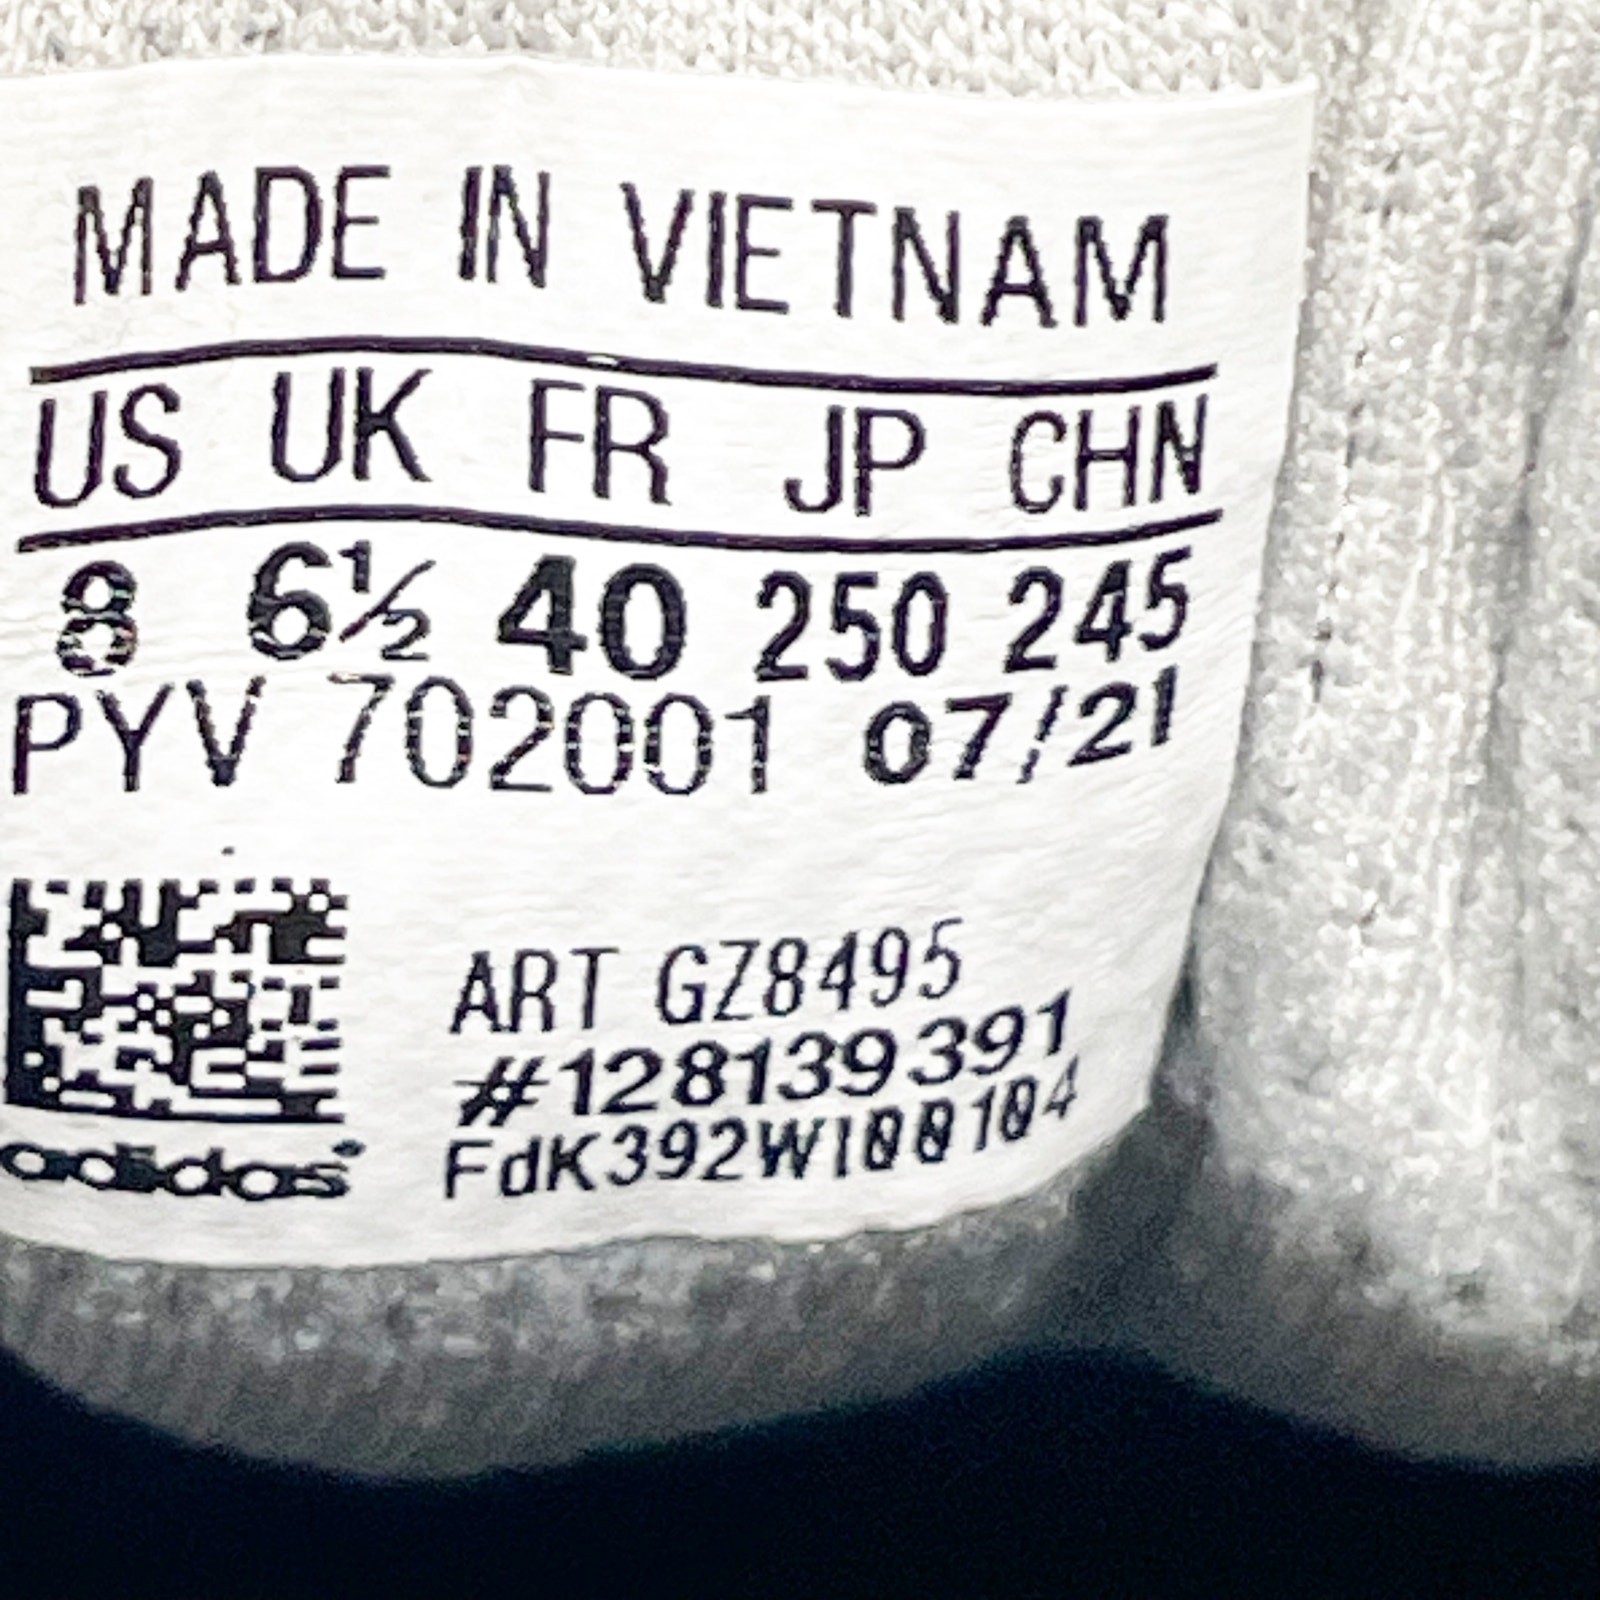 MADE IN VIETNAM
US UK FR JP CHN
8 6½ 40 250 245
PYV 702001 07/21
ART GZ8495
#128139391
FdK392WI00104
adidas